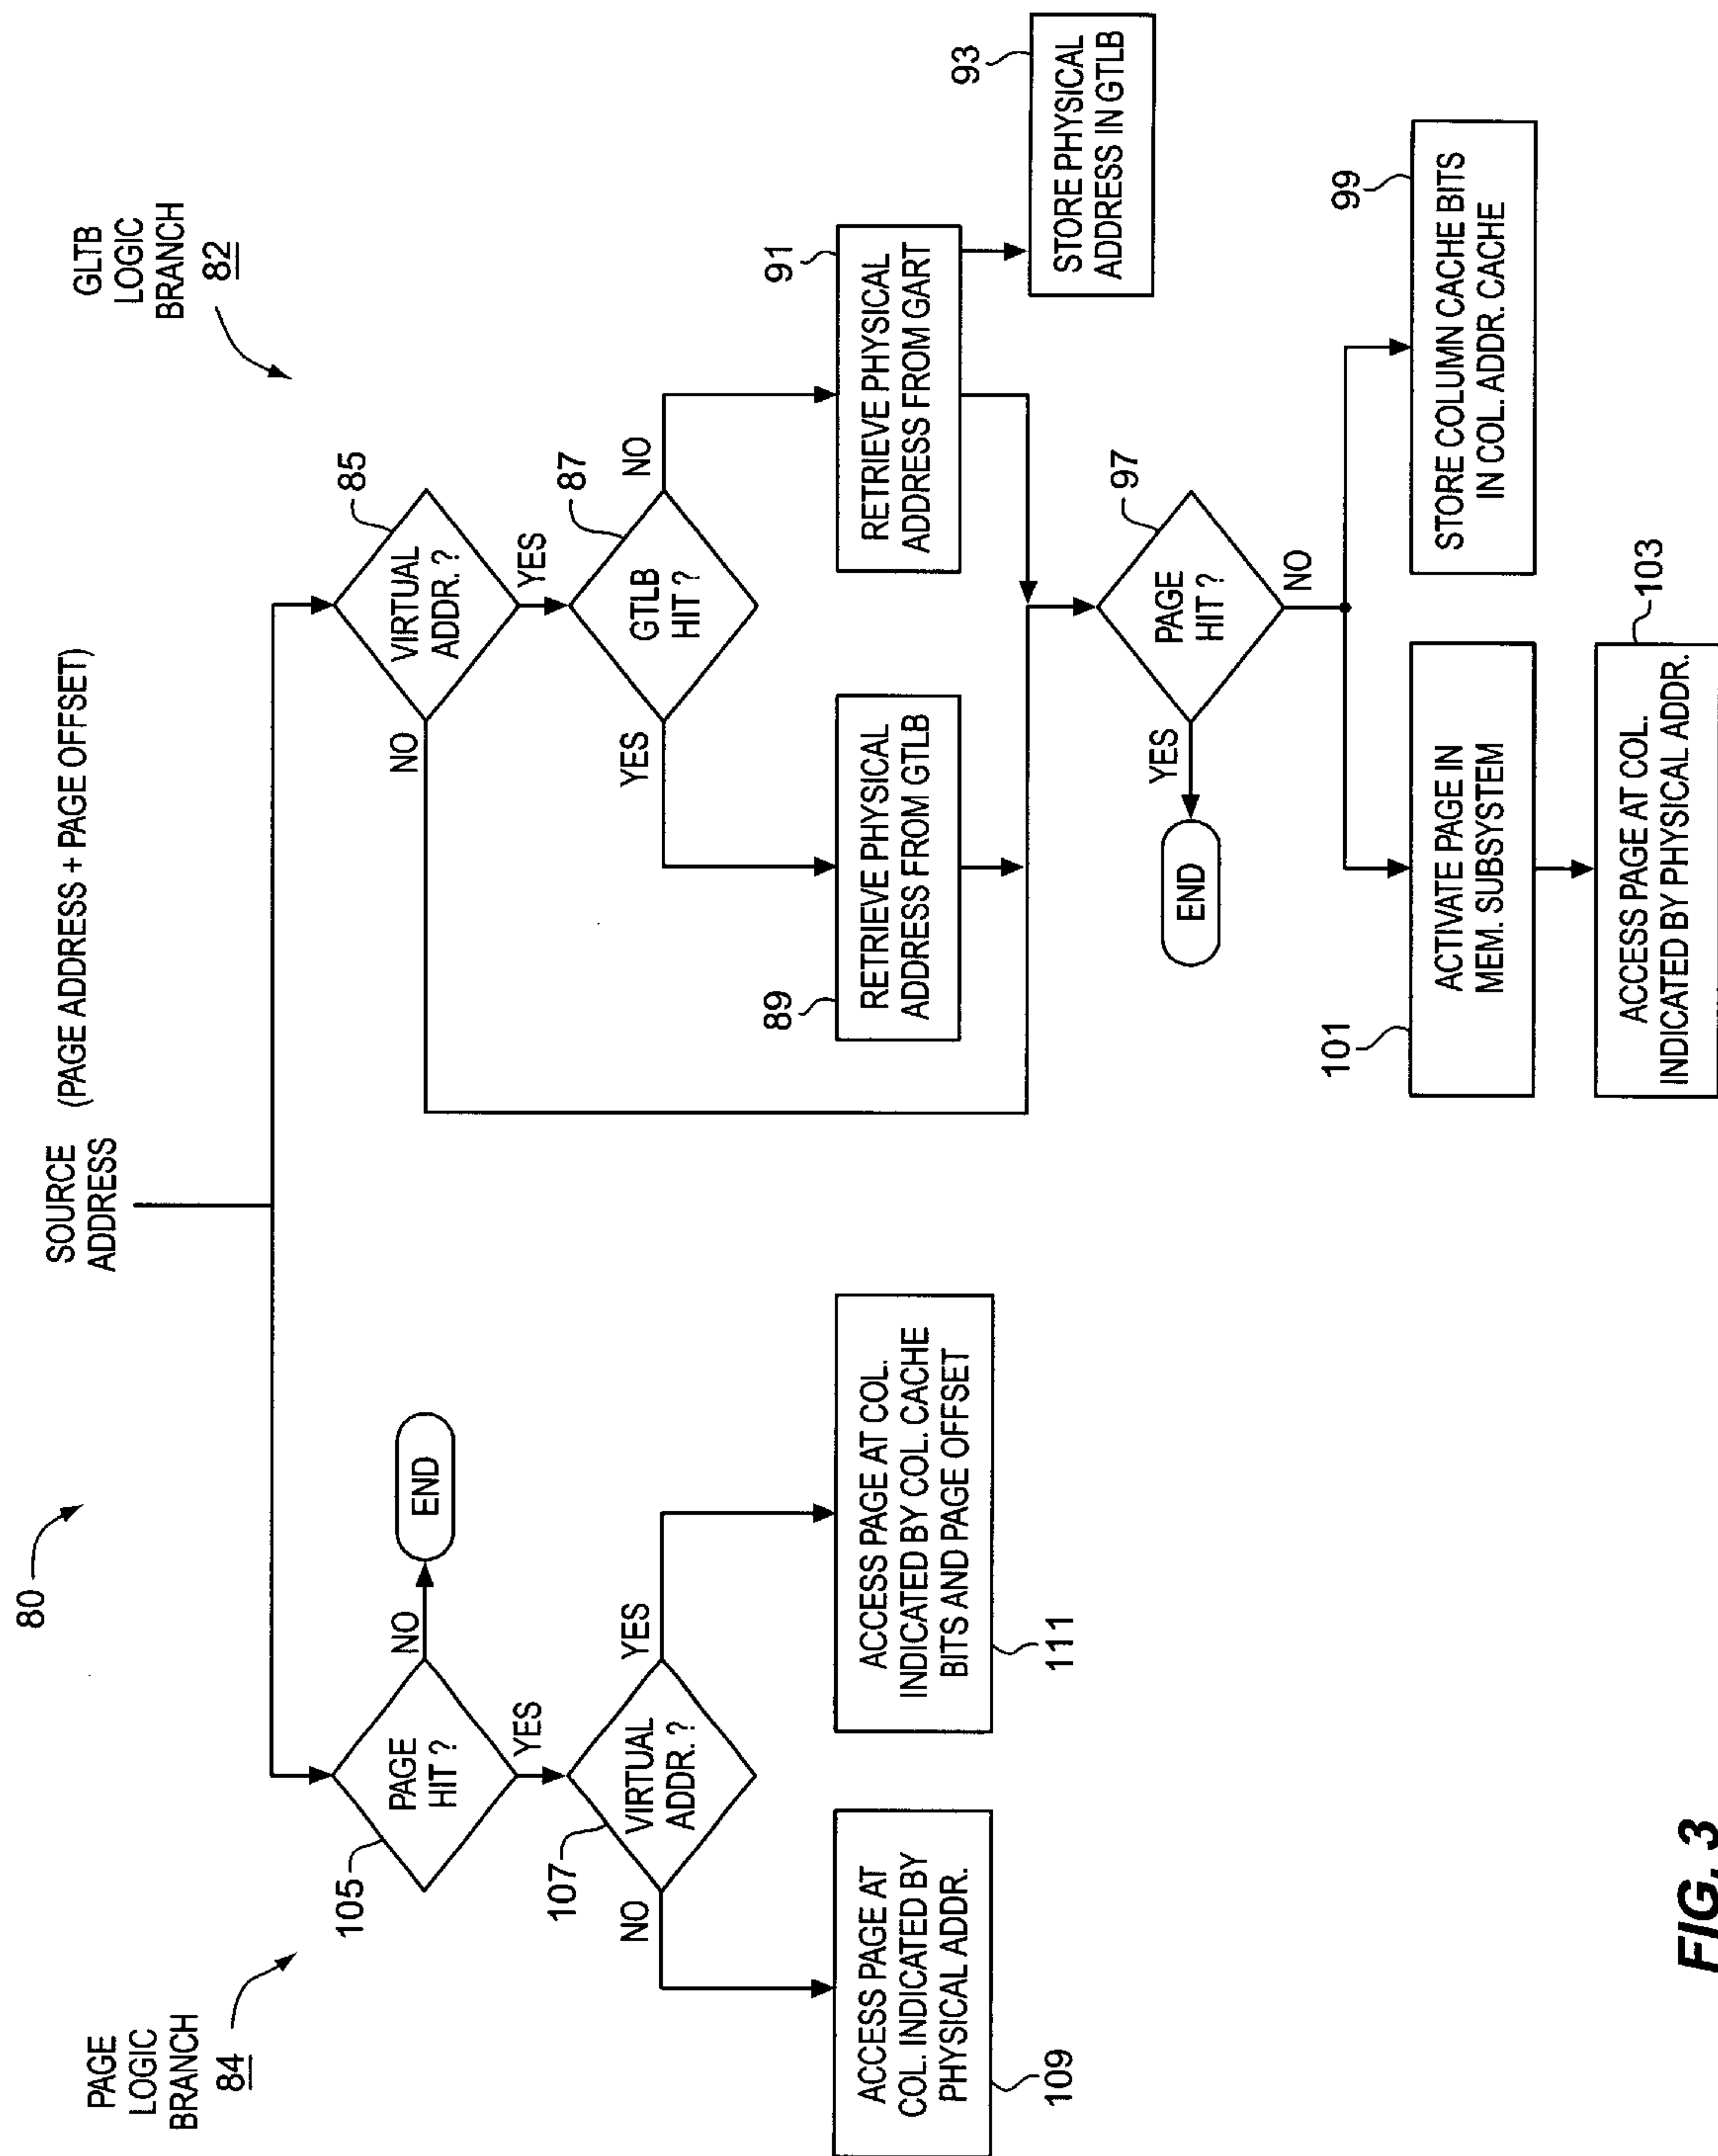 80
SOURCE
ADDRESS
(PAGE ADDRESS + PAGE OFFSET)
PAGE
LOGIC
BRANCH
84
GLTB
LOGIC
BRANCH
82
105
PAGE
HIT ?
NO
END
YES
107
VIRTUAL
ADDR. ?
NO
YES
ACCESS PAGE AT
COL. INDICATED BY
PHYSICAL ADDR.
109
ACCESS PAGE AT COL.
INDICATED BY COL. CACHE
BITS AND PAGE OFFSET
111
85
VIRTUAL
ADDR. ?
NO
YES
87
GTLB
HIT ?
YES
NO
89
RETRIEVE PHYSICAL
ADDRESS FROM GTLB
91
RETRIEVE PHYSICAL
ADDRESS FROM GART
93
STORE PHYSICAL
ADDRESS IN GTLB
97
PAGE
HIT ?
YES
END
NO
101
ACTIVATE PAGE IN
MEM. SUBSYSTEM
99
STORE COLUMN CACHE BITS
IN COL. ADDR. CACHE
103
ACCESS PAGE AT COL.
INDICATED BY PHYSICAL ADDR.
FIG. 3